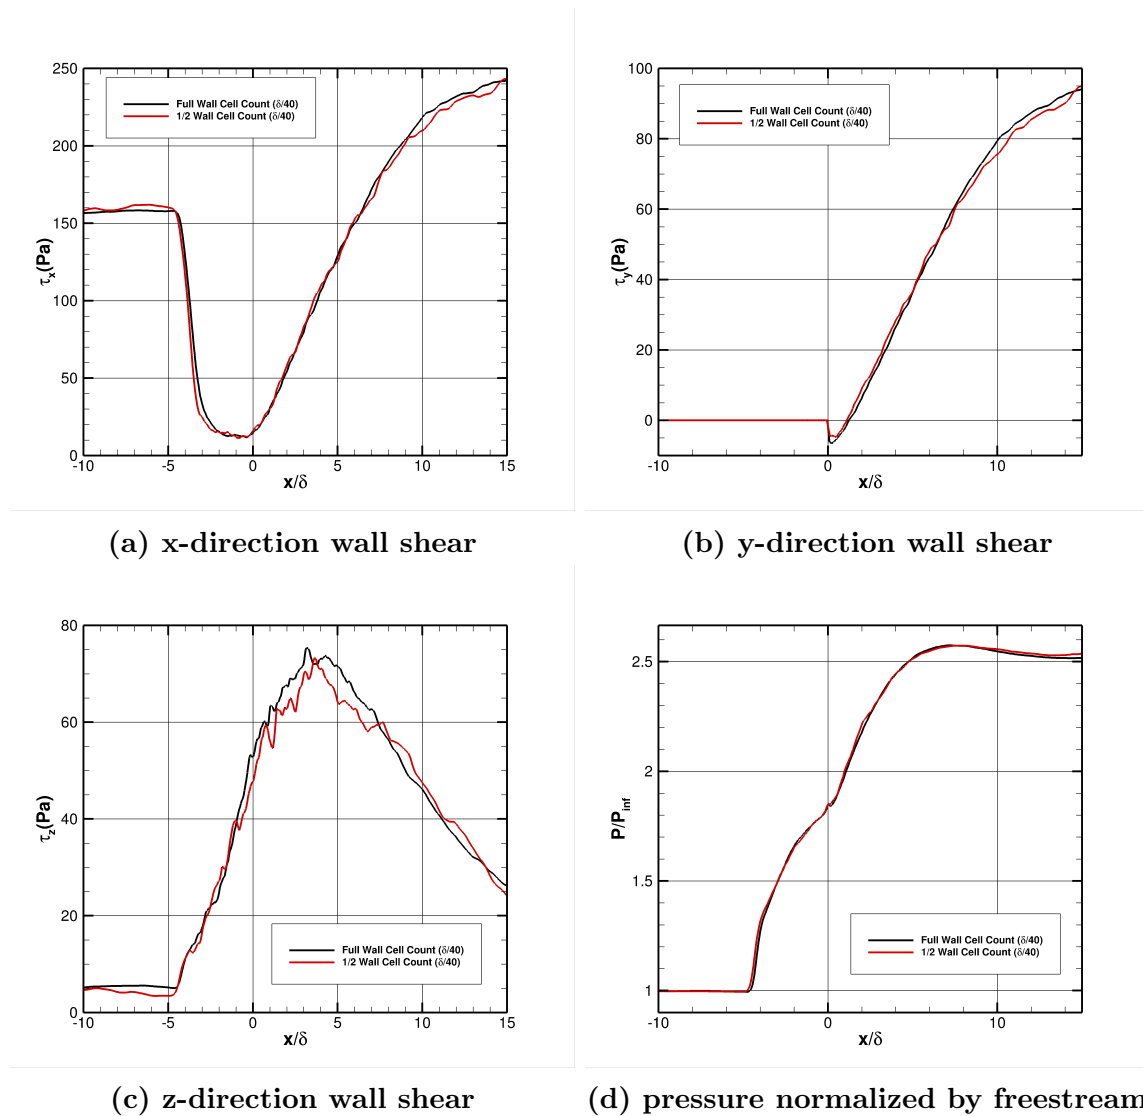 250
200
150
100
50
0
τx(Pa)
Full Wall Cell Count (δ/40)
1/2 Wall Cell Count (δ/40)
-10 -5 0 5 10 15
x/δ
(a) x-direction wall shear
100
80
60
40
20
0
τy(Pa)
Full Wall Cell Count (δ/40)
1/2 Wall Cell Count (δ/40)
-10 0 10
x/δ
(b) y-direction wall shear
80
60
40
20
0
τz(Pa)
Full Wall Cell Count (δ/40)
1/2 Wall Cell Count (δ/40)
-10 -5 0 5 10 15
x/δ
(c) z-direction wall shear
2.5
2
1.5
1
P/Pinf
Full Wall Cell Count (δ/40)
1/2 Wall Cell Count (δ/40)
-10 0 10
x/δ
(d) pressure normalized by freestream